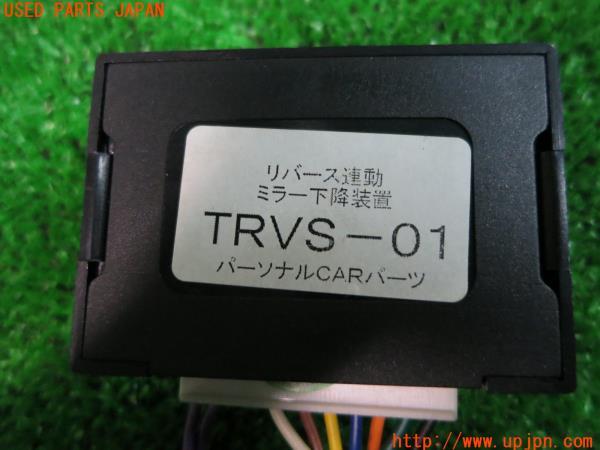 USED PARTS JAPAN
リバース連動
ミラー下降装置
TRVS-01
パーソナルCARパーツ
http://www.upjpn.com